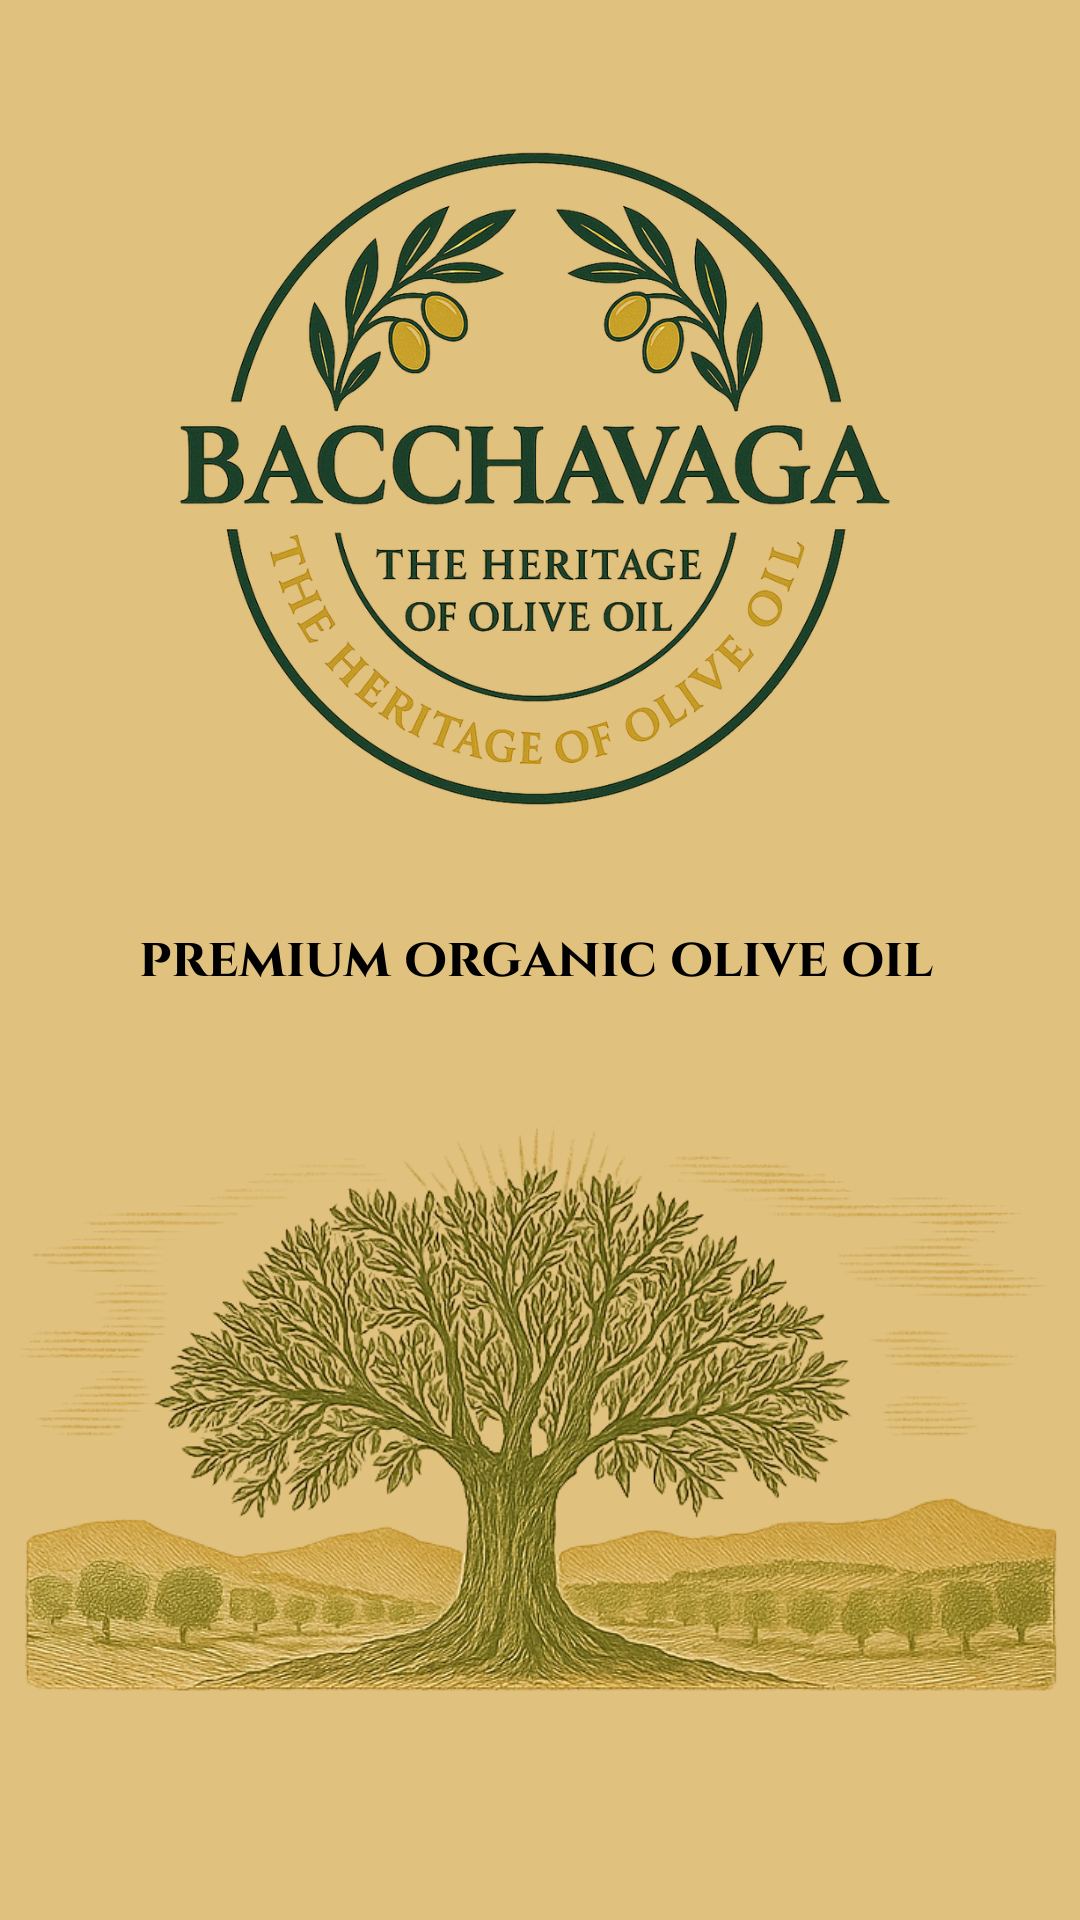 BACCHAVAGA
THE HERITAGE
OF OLIVE OIL
THE HERITAGE OF OLIVE OIL
PREMIUM ORGANIC OLIVE OIL